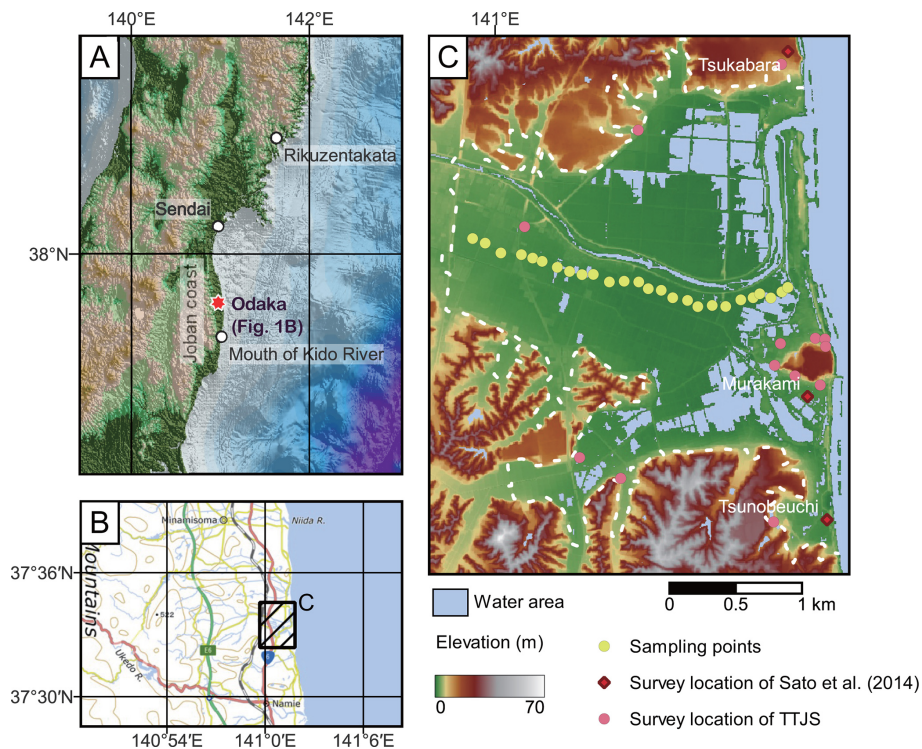 140°E
142°E
A
Rikuzentakata
Sendai
38°N
Joban coast
Odaka
(Fig. 1B)
Mouth of Kido River
B
Minamisoma
Niida R.
37°36′N
Mountains
522
C
E6
Ukedo R.
6
37°30′N
Namie
140°54′E
141°0′E
141°6′E
141°E
C
Tsukabara
Murakami
Tsunobeuchi
Water area
0
0.5
1 km
Elevation (m)
0
70
Sampling points
Survey location of Sato et al. (2014)
Survey location of TTJS